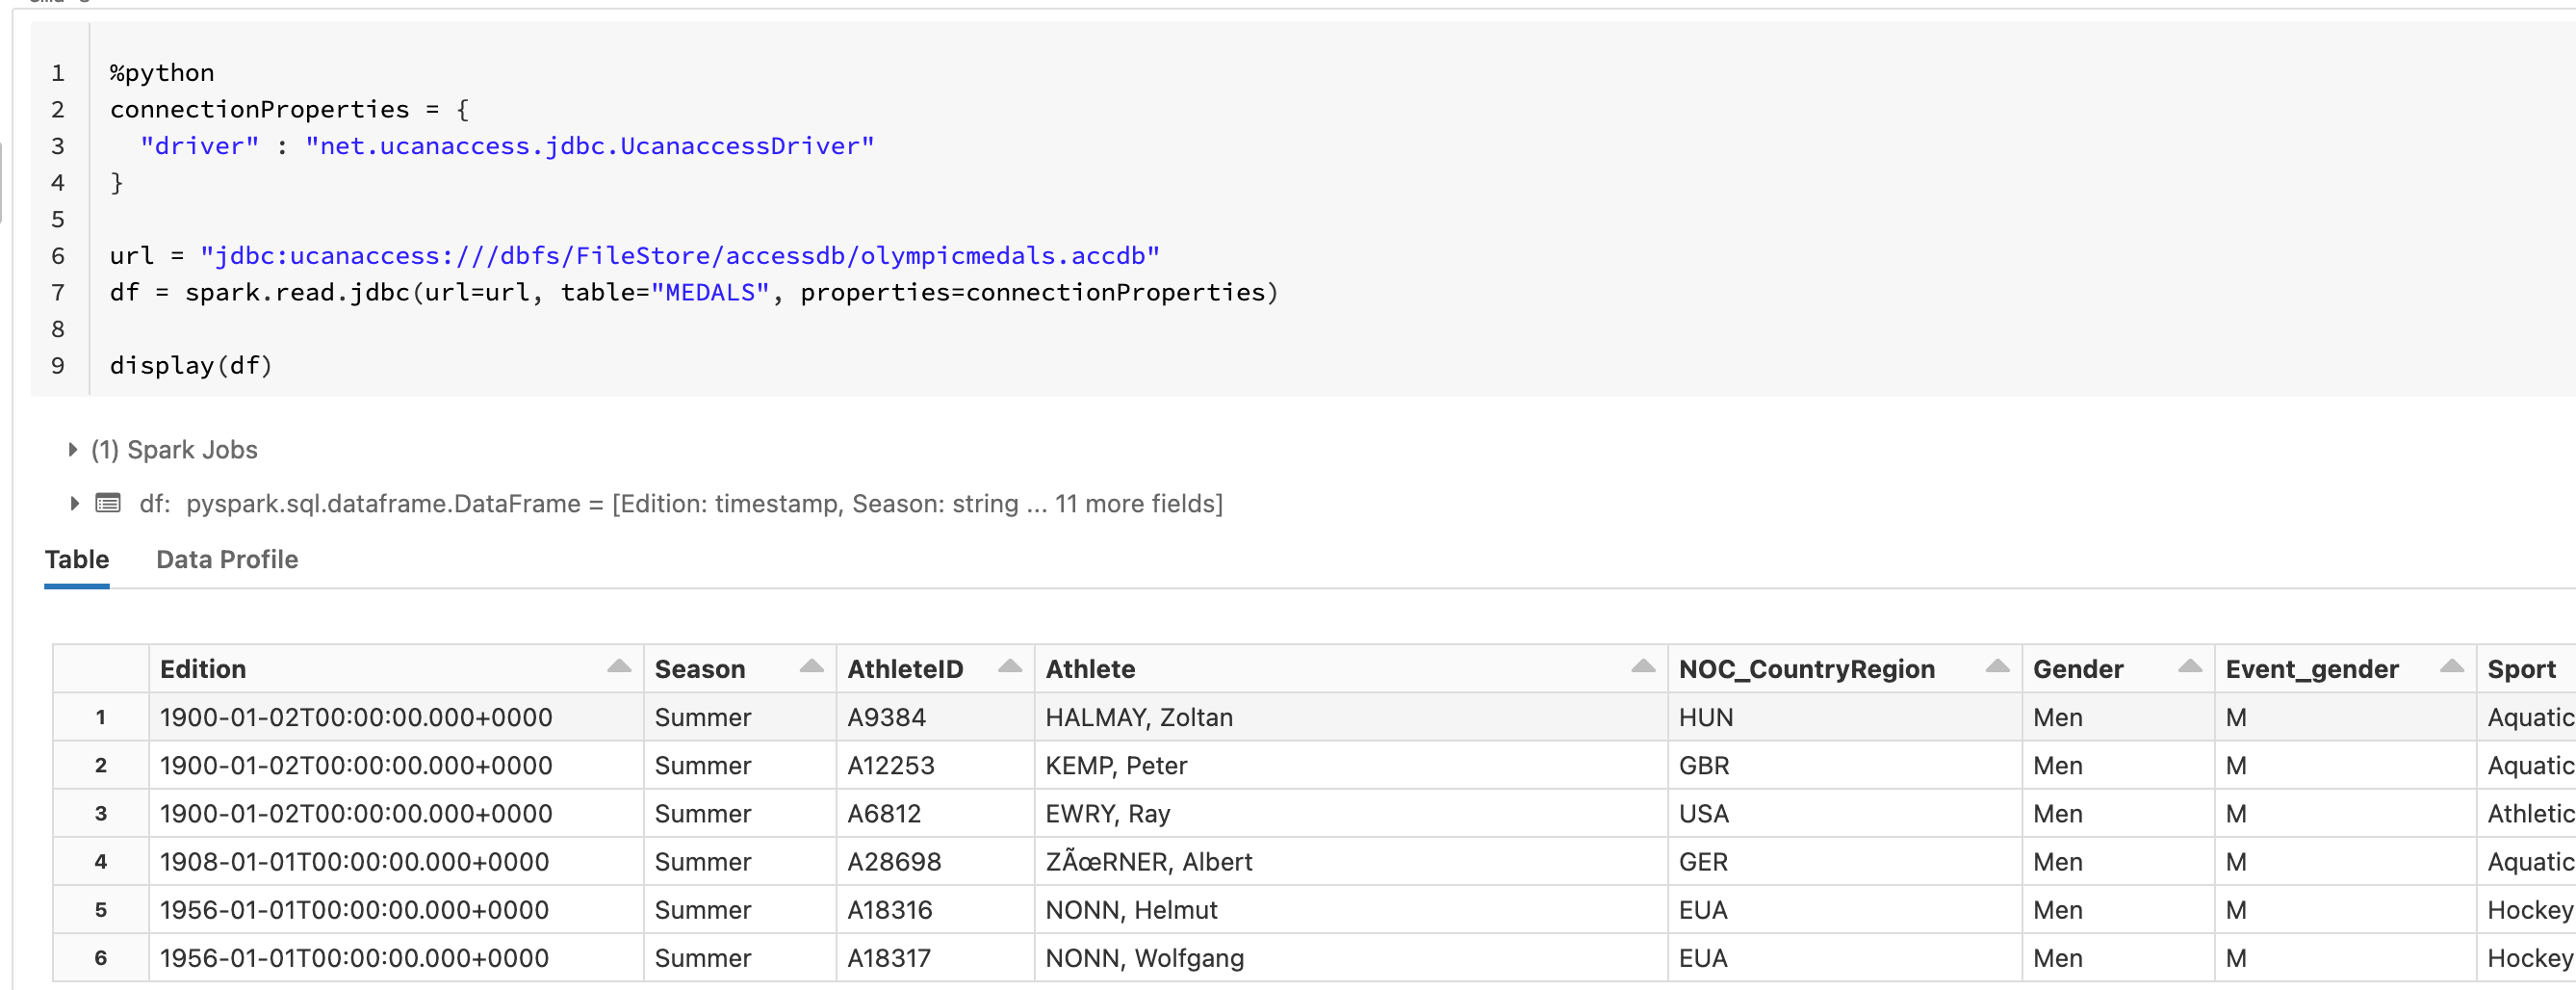 1 %python
2 connectionProperties = {
3 "driver" : "net.ucanaccess.jdbc.UcanaccessDriver"
4 }
5
6 url = "jdbc:ucanaccess:///dbfs/FileStore/accessdb/olympicmedals.accdb"
7 df = spark.read.jdbc(url=url, table="MEDALS", properties=connectionProperties)
8
9 display(df)
(1) Spark Jobs
df: pyspark.sql.dataframe.DataFrame = [Edition: timestamp, Season: string ... 11 more fields]
Table Data Profile
Edition Season AthleteID Athlete NOC_CountryRegion Gender Event_gender Sport
1 1900-01-02T00:00:00.000+0000 Summer A9384 HALMAY, Zoltan HUN Men M Aquatic
2 1900-01-02T00:00:00.000+0000 Summer A12253 KEMP, Peter GBR Men M Aquatic
3 1900-01-02T00:00:00.000+0000 Summer A6812 EWRY, Ray USA Men M Athletic
4 1908-01-01T00:00:00.000+0000 Summer A28698 ZÃœRNER, Albert GER Men M Aquatic
5 1956-01-01T00:00:00.000+0000 Summer A18316 NONN, Helmut EUA Men M Hockey
6 1956-01-01T00:00:00.000+0000 Summer A18317 NONN, Wolfgang EUA Men M Hockey